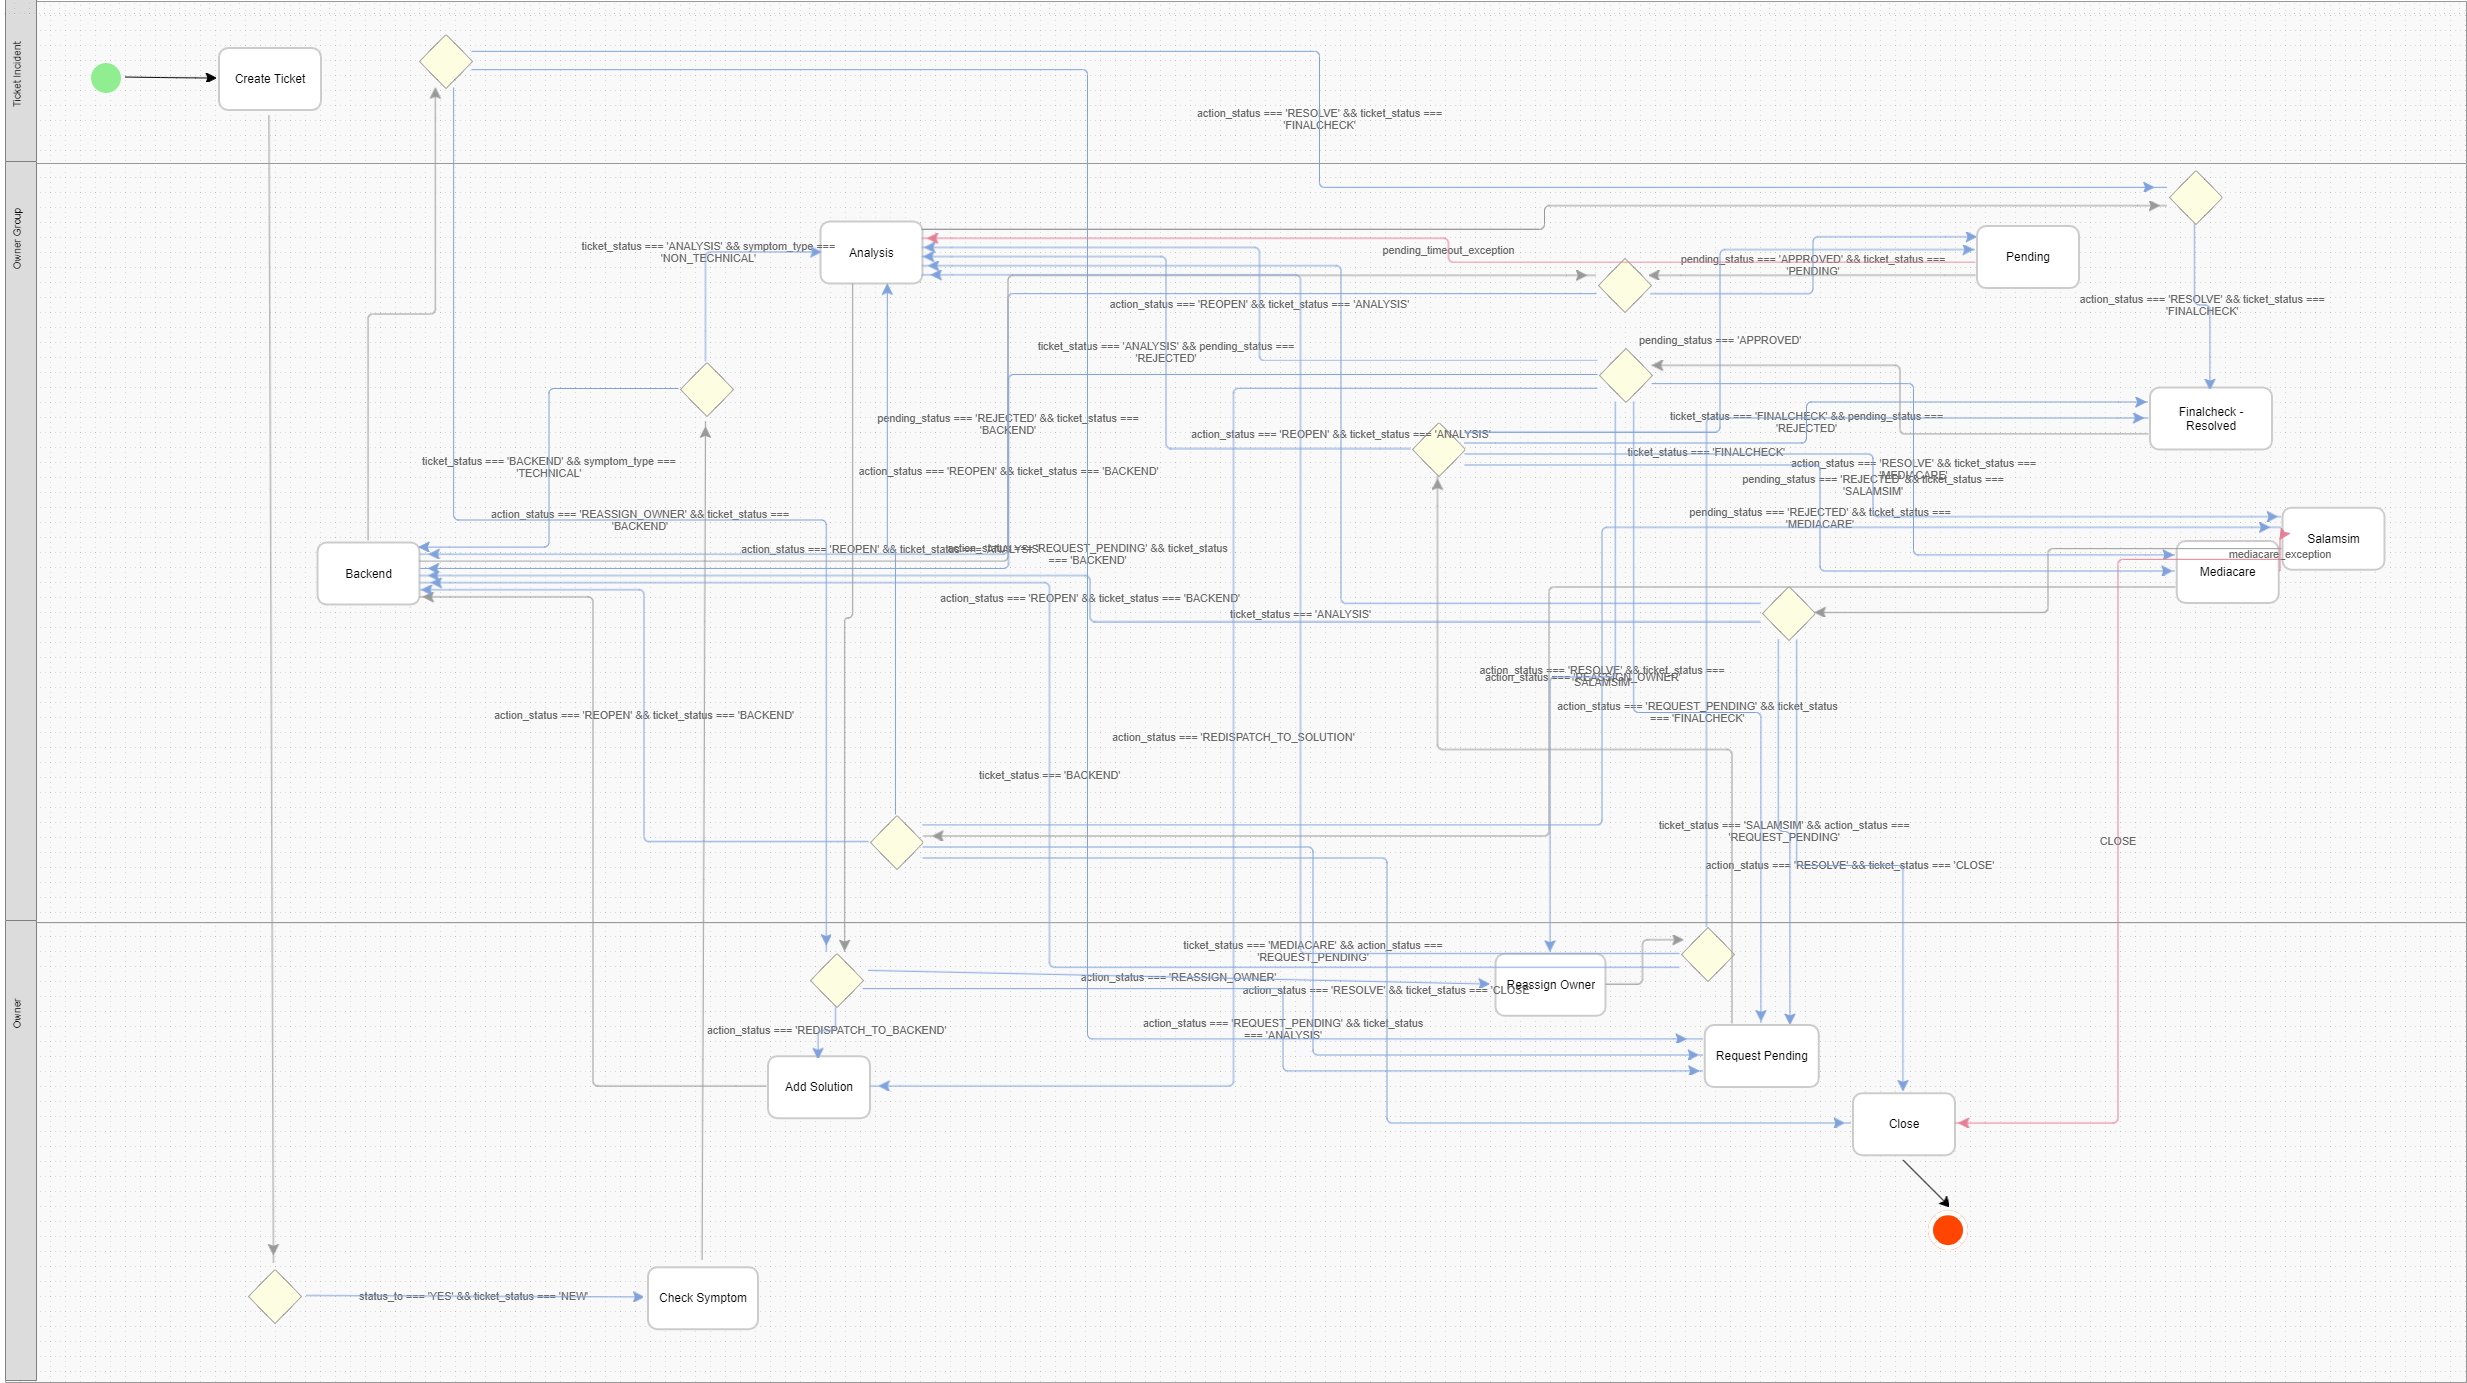 Ticket Incident
Create Ticket
action_status === 'RESOLVE' && ticket_status ===
'FINALCHECK'
Owner Group
ticket_status === 'ANALYSIS' && symptom_type ===
'NON_TECHNICAL'
Analysis
pending_timeout_exception
pending_status === 'APPROVED' && ticket_status ===
'PENDING'
Pending
action_status === 'REOPEN' && ticket_status === 'ANALYSIS'
action_status === 'RESOLVE' && ticket_status ===
'FINALCHECK'
ticket_status === 'ANALYSIS' && pending_status ===
'REJECTED'
pending_status === 'APPROVED'
pending_status === 'REJECTED' && ticket_status ===
'BACKEND'
action_status === 'REOPEN' && ticket_status === 'ANALYSIS'
ticket_status === 'FINALCHECK' && pending_status ===
'REJECTED'
Finalcheck -
Resolved
ticket_status === 'BACKEND' && symptom_type ===
'TECHNICAL'
action_status === 'REOPEN' && ticket_status === 'BACKEND'
ticket_status === 'FINALCHECK'
action_status === 'RESOLVE' && ticket_status ===
'MEDIACARE'
pending_status === 'REJECTED' && ticket_status ===
'SALAMSIM'
action_status === 'REASSIGN_OWNER' && ticket_status ===
'BACKEND'
pending_status === 'REJECTED' && ticket_status ===
'MEDIACARE'
Salamsim
action_status === 'REOPEN' && ticket_status === 'ANALYSIS'
action_status === 'REQUEST_PENDING' && ticket_status
=== 'BACKEND'
mediacare_exception
Backend
Mediacare
action_status === 'REOPEN' && ticket_status === 'BACKEND'
ticket_status === 'ANALYSIS'
action_status === 'RESOLVE' && ticket_status ===
'SALAMSIM'
action_status === 'REASSIGN_OWNER'
action_status === 'REQUEST_PENDING' && ticket_status
=== 'FINALCHECK'
action_status === 'REOPEN' && ticket_status === 'BACKEND'
action_status === 'REDISPATCH_TO_SOLUTION'
ticket_status === 'BACKEND'
ticket_status === 'SALAMSIM' && action_status ===
'REQUEST_PENDING'
CLOSE
action_status === 'RESOLVE' && ticket_status === 'CLOSE'
Owner
ticket_status === 'MEDIACARE' && action_status ===
'REQUEST_PENDING'
action_status === 'REASSIGN_OWNER'
action_status === 'RESOLVE' && ticket_status === 'CLOSE'
Reassign Owner
action_status === 'REDISPATCH_TO_BACKEND'
action_status === 'REQUEST_PENDING' && ticket_status
=== 'ANALYSIS'
Request Pending
Add Solution
Close
status_to === 'YES' && ticket_status === 'NEW'
Check Symptom